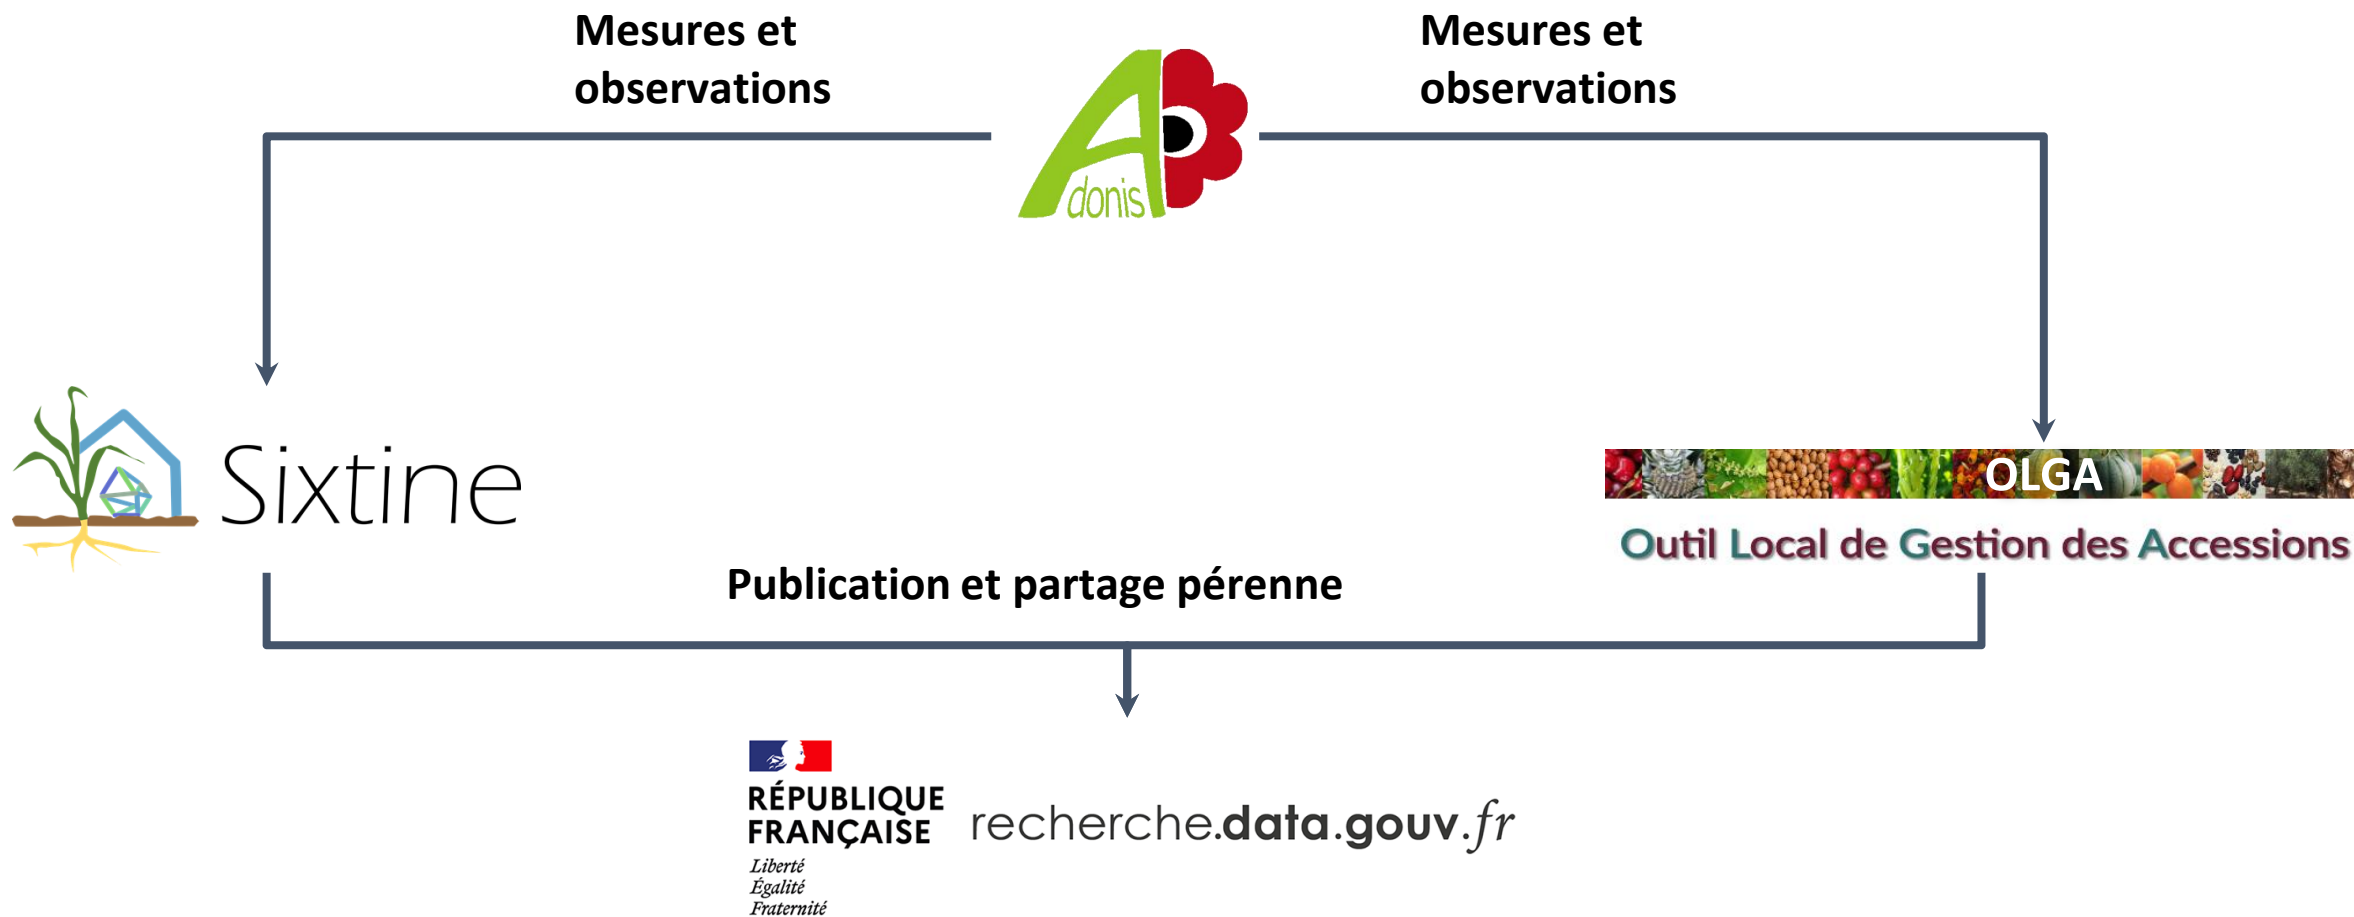 Mesures et
observations
Mesures et
observations
Adonis
Sixtine
OLGA
Outil Local de Gestion des Accessions
Publication et partage pérenne
RÉPUBLIQUE
FRANÇAISE
Liberté
Égalité
Fraternité
recherche.data.gouv.fr